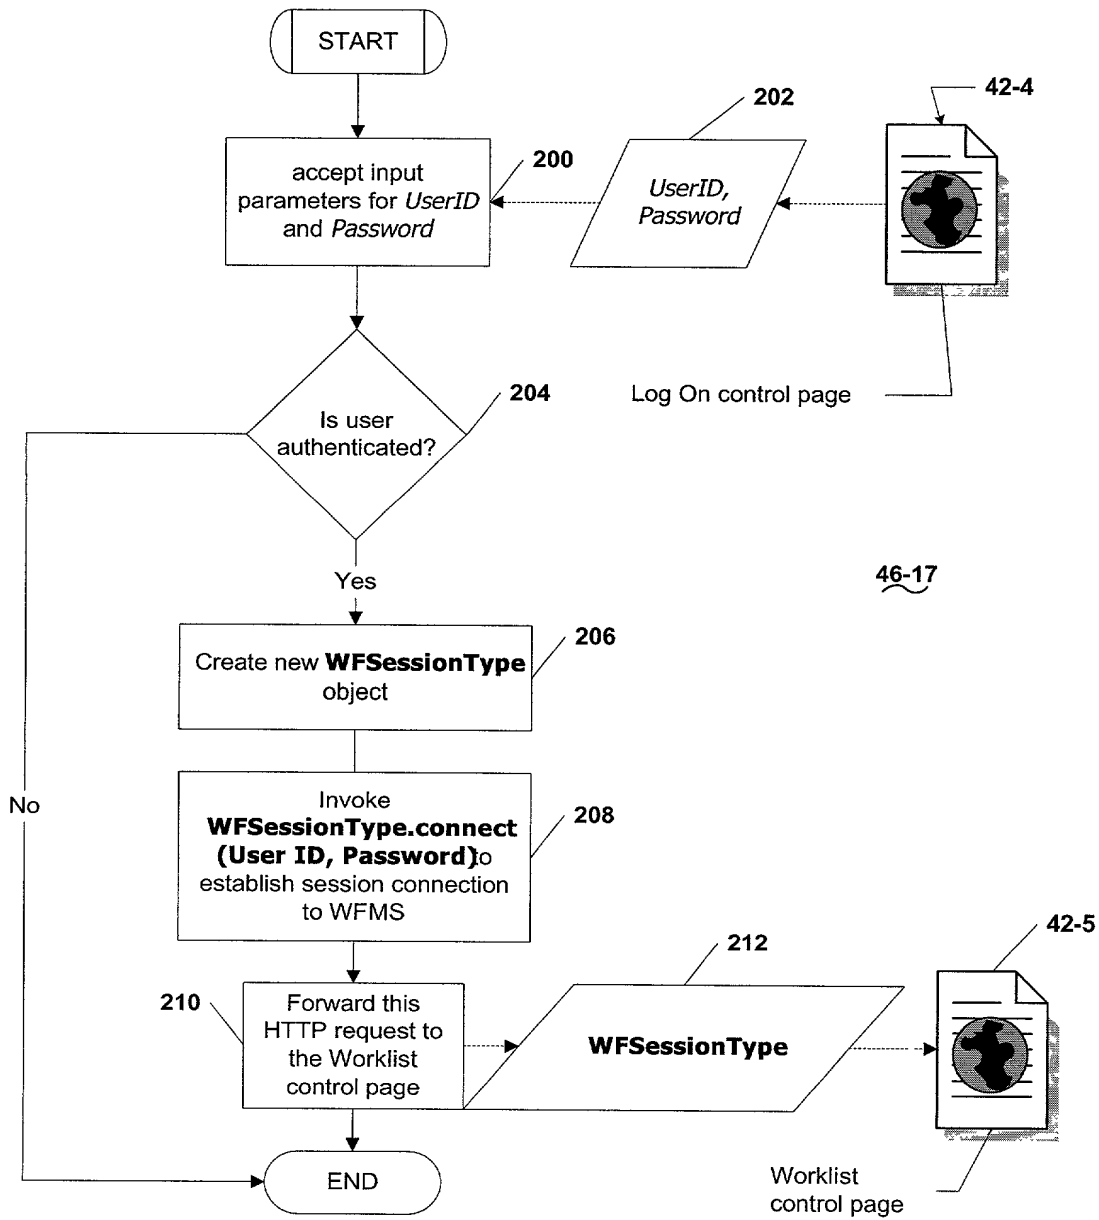 START
42-4
202
200
accept input
parameters for UserID
and Password
UserID,
Password
204
Log On control page
Is user
authenticated?
46-17
Yes
206
Create new WFSessionType
object
No
208
Invoke
WFSessionType.connect
(User ID, Password)to
establish session connection
to WFMS
212
42-5
210
Forward this
HTTP request to
the Worklist
control page
WFSessionType
END
Worklist
control page